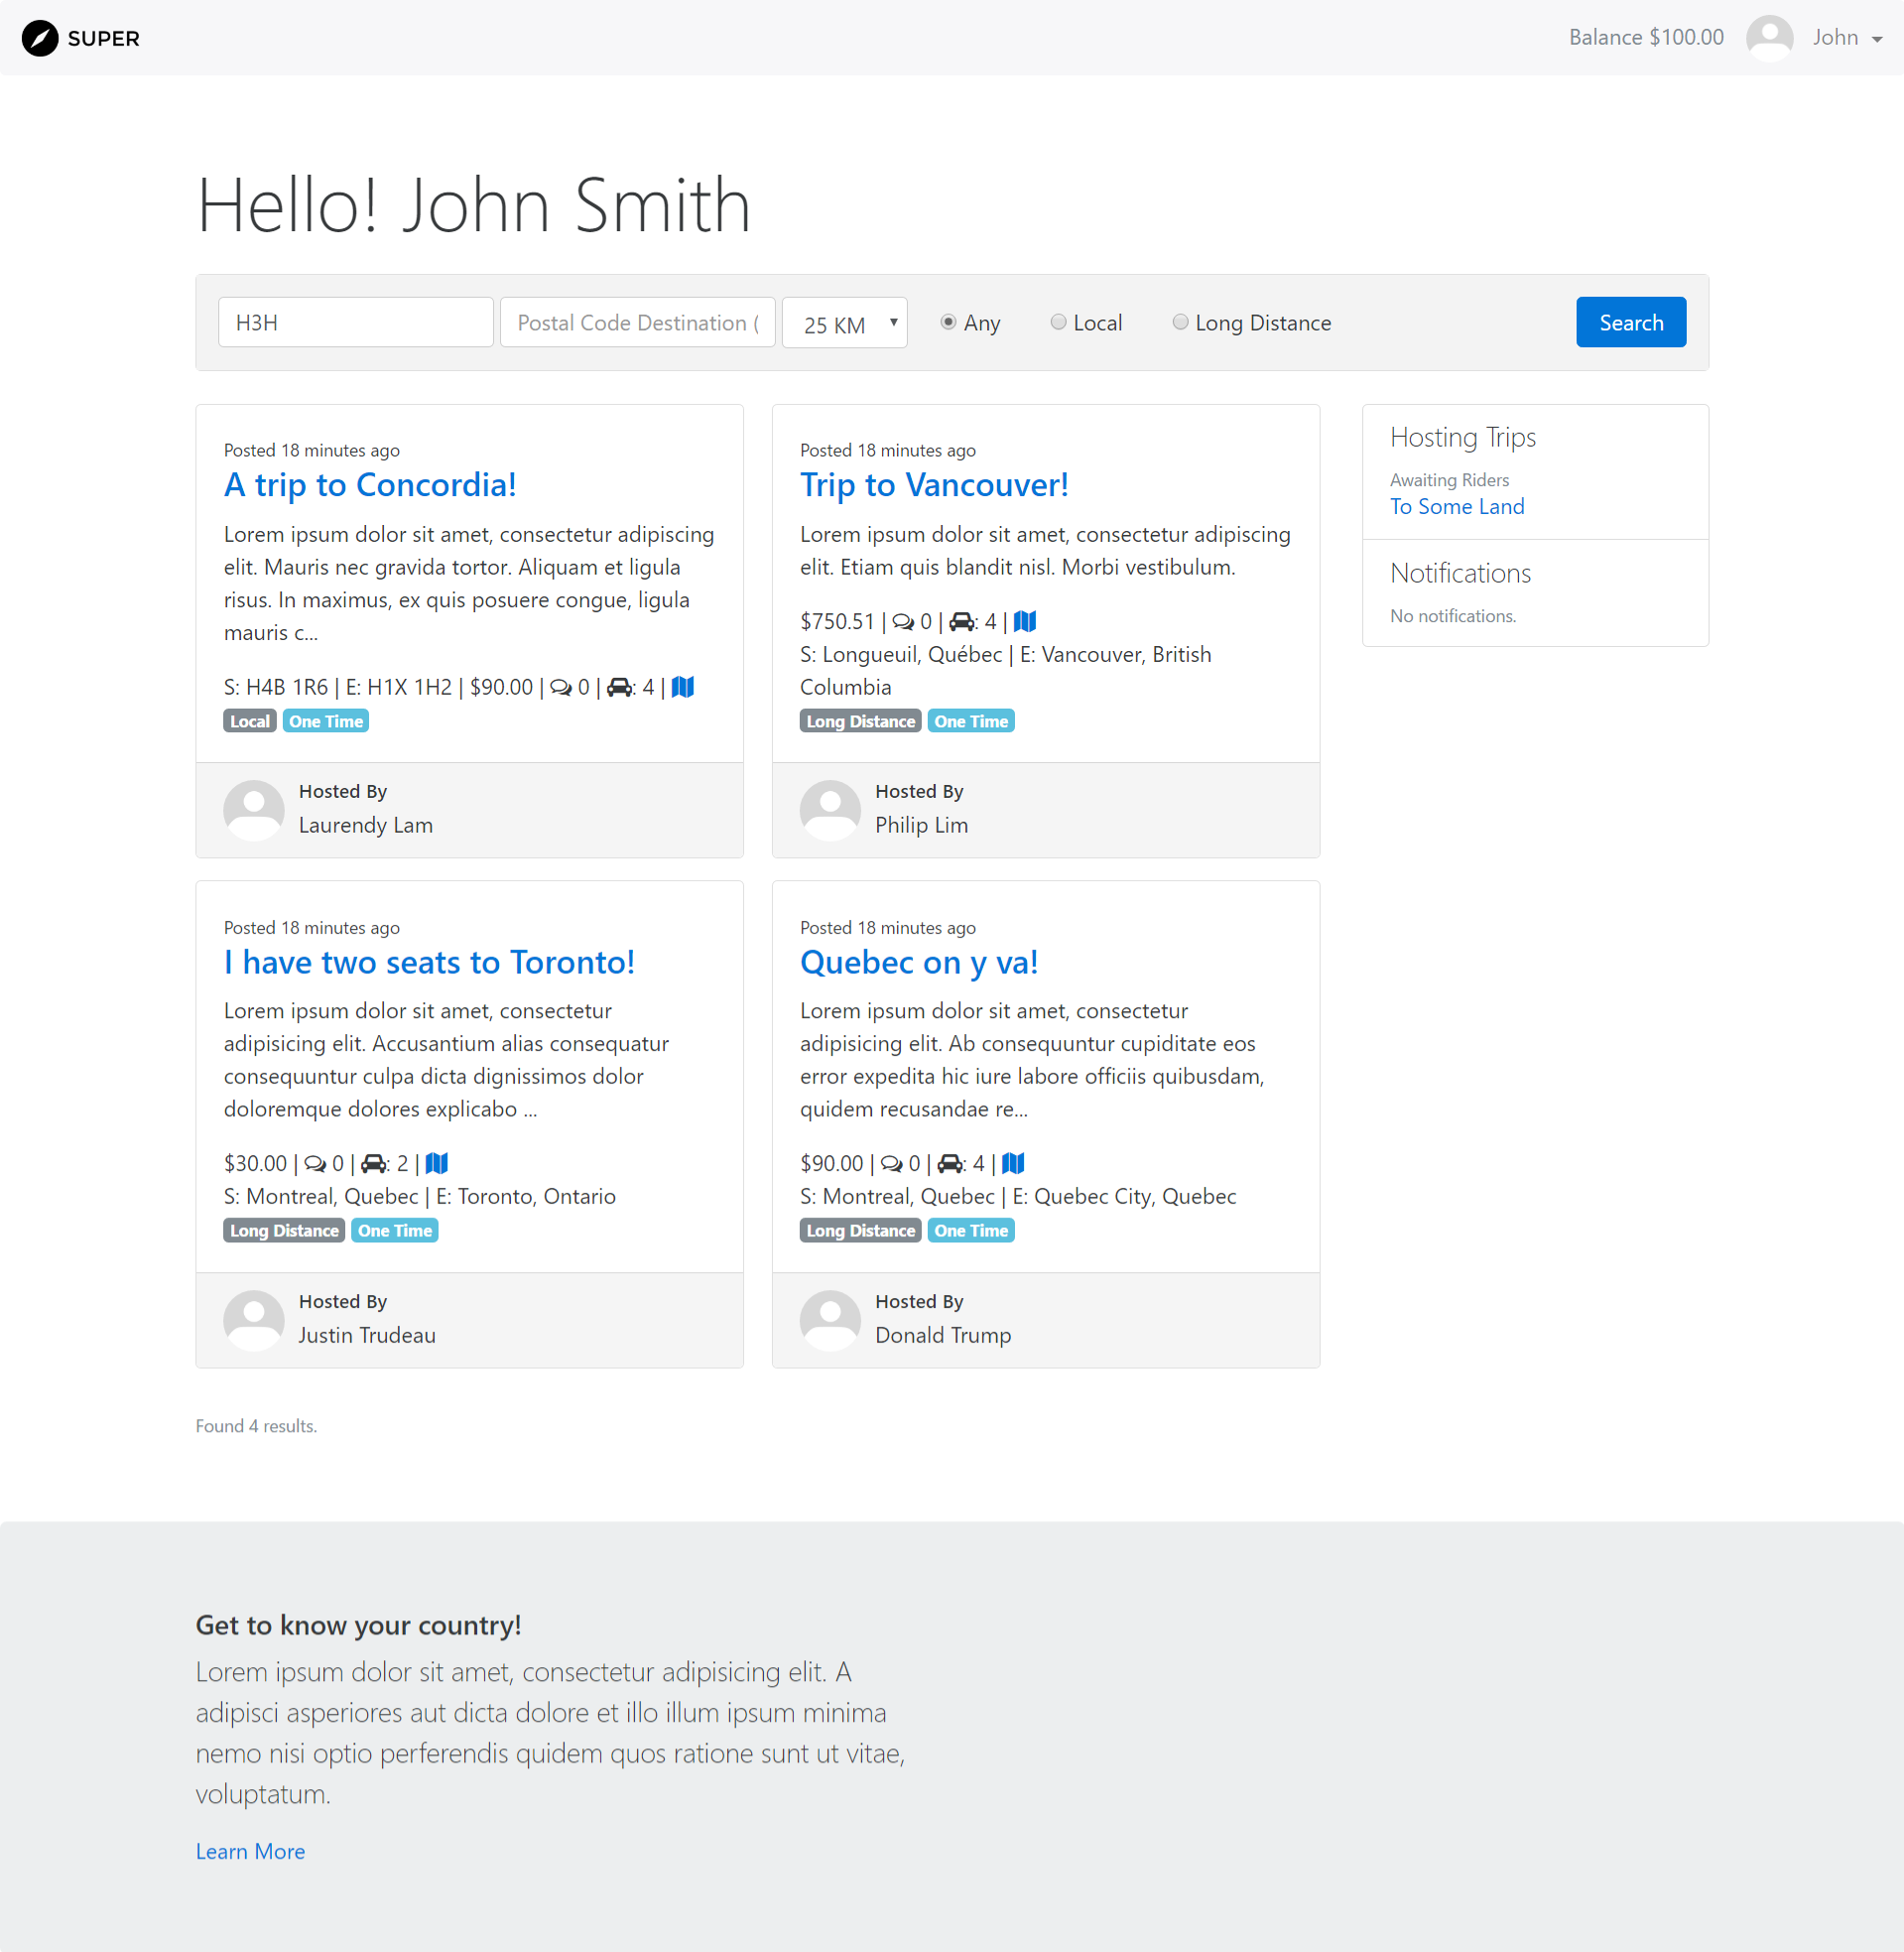 SUPER
Balance $100.00
John
Hello! John Smith
H3H
Postal Code Destination (
25 KM
Any
Local
Long Distance
Search
Posted 18 minutes ago
A trip to Concordia!
Lorem ipsum dolor sit amet, consectetur adipiscing
elit. Mauris nec gravida tortor. Aliquam et ligula
risus. In maximus, ex quis posuere congue, ligula
mauris c...
S: H4B 1R6 | E: H1X 1H2 | $90.00 | 0 | : 4 |
Local One Time
Hosted By
Laurendy Lam
Posted 18 minutes ago
Trip to Vancouver!
Lorem ipsum dolor sit amet, consectetur adipiscing
elit. Etiam quis blandit nisl. Morbi vestibulum.
$750.51 | 0 | : 4 |
S: Longueuil, Québec | E: Vancouver, British
Columbia
Long Distance One Time
Hosted By
Philip Lim
Hosting Trips
Awaiting Riders
To Some Land
Notifications
No notifications.
Posted 18 minutes ago
I have two seats to Toronto!
Lorem ipsum dolor sit amet, consectetur
adipisicing elit. Accusantium alias consequatur
consequuntur culpa dicta dignissimos dolor
doloremque dolores explicabo ...
$30.00 | 0 | : 2 |
S: Montreal, Quebec | E: Toronto, Ontario
Long Distance One Time
Hosted By
Justin Trudeau
Posted 18 minutes ago
Quebec on y va!
Lorem ipsum dolor sit amet, consectetur
adipisicing elit. Ab consequuntur cupiditate eos
error expedita hic iure labore officiis quibusdam,
quidem recusandae re...
$90.00 | 0 | : 4 |
S: Montreal, Quebec | E: Quebec City, Quebec
Long Distance One Time
Hosted By
Donald Trump
Found 4 results.
Get to know your country!
Lorem ipsum dolor sit amet, consectetur adipisicing elit. A
adipisci asperiores aut dicta dolore et illo illum ipsum minima
nemo nisi optio perferendis quidem quos ratione sunt ut vitae,
voluptatum.
Learn More